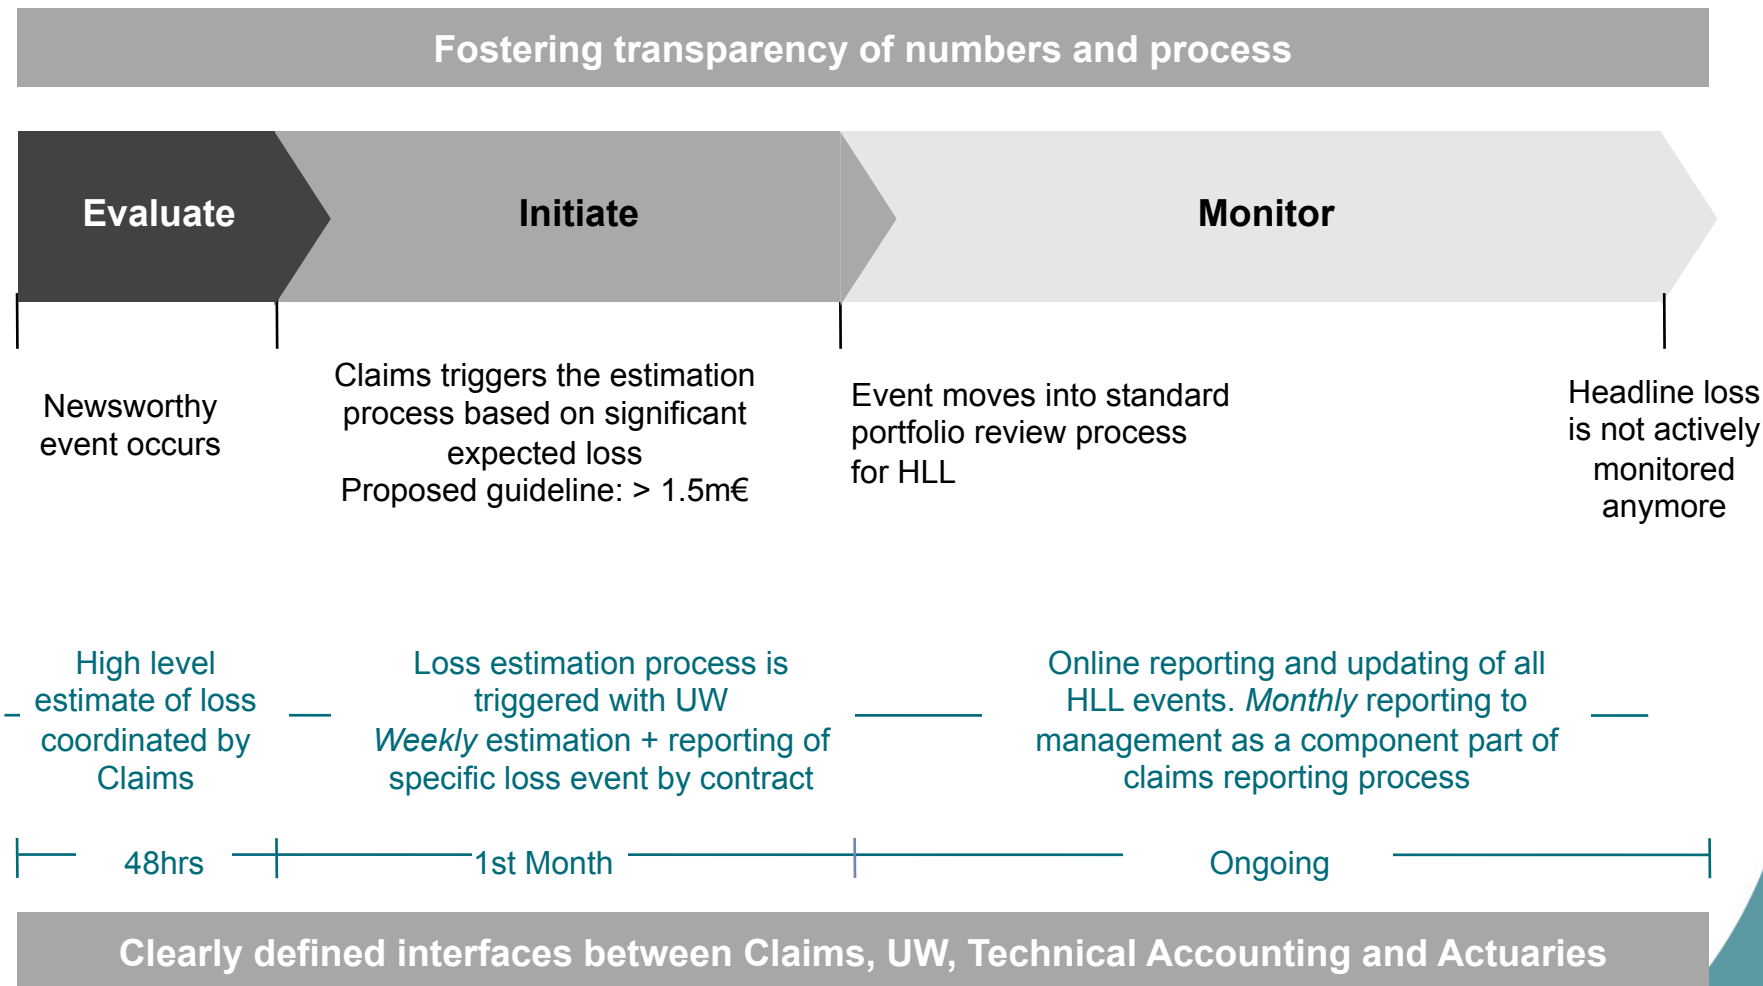 Fostering transparency of numbers and process
Evaluate
Initiate
Monitor
Newsworthy
event occurs
Claims triggers the estimation
process based on significant
expected loss
Proposed guideline: > 1.5m€
Event moves into standard
portfolio review process
for HLL
Headline loss
is not actively
monitored
anymore
High level
estimate of loss
coordinated by
Claims
Loss estimation process is
triggered with UW
Weekly estimation + reporting of
specific loss event by contract
Online reporting and updating of all
HLL events. Monthly reporting to
management as a component part of
claims reporting process
48hrs
1st Month
Ongoing
Clearly defined interfaces between Claims, UW, Technical Accounting and Actuaries